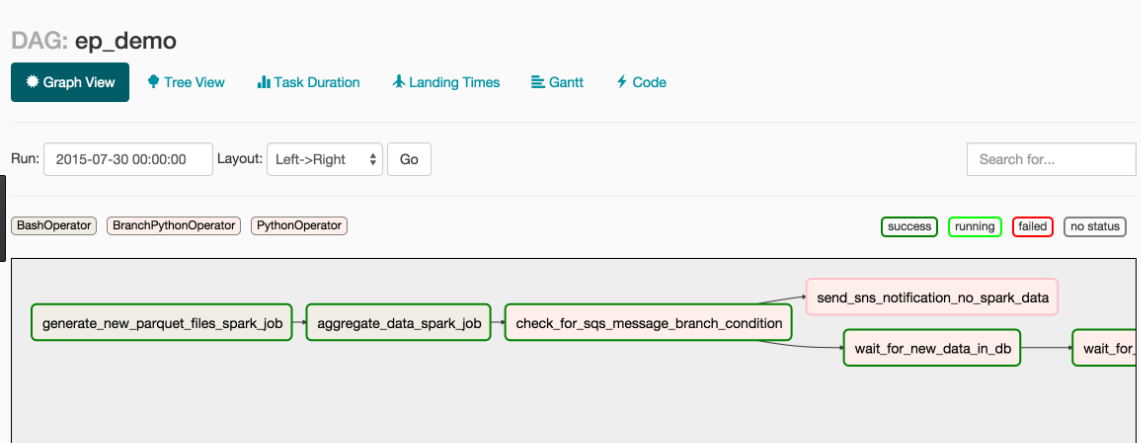 DAG: ep_demo
Graph View Tree View Task Duration Landing Times Gantt Code
Run: 2015-07-30 00:00:00 Layout: Left->Right Go Search for...
BashOperator BranchPythonOperator PythonOperator success running failed no status
send_sns_notification_no_spark_data
generate_new_parquet_files_spark_job aggregate_data_spark_job check_for_sqs_message_branch_condition
wait_for_new_data_in_db wait_for_